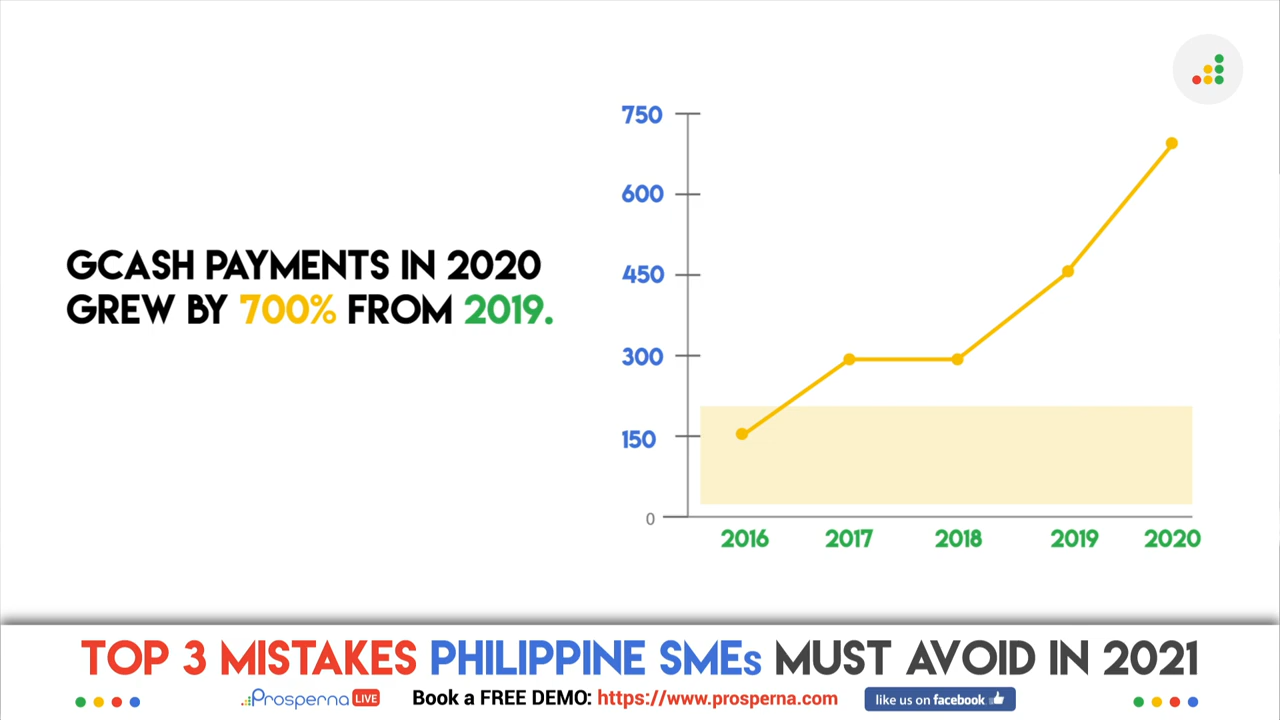 750
600
GCASH PAYMENTS IN 2020
GREW BY 700% FROM 2019.
450
300
150
0
2016 2017 2018 2019 2020
TOP 3 MISTAKES PHILIPPINE SMEs MUST AVOID IN 2021
Prosperna LIVE Book a FREE DEMO: https://www.prosperna.com like us on facebook